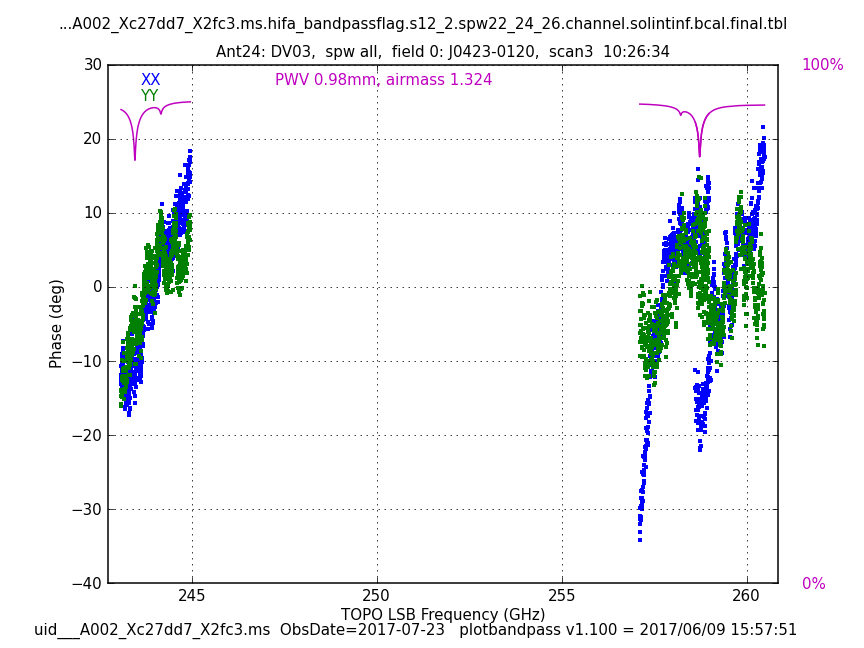 ...A002_Xc27dd7_X2fc3.ms.hifa_bandpassflag.s12_2.spw22_24_26.channel.solintinf.bcal.final.tbl
Ant24: DV03,  spw all,  field 0: J0423-0120,  scan3  10:26:34
30
100%
XX
PWV 0.98mm, airmass 1.324
YY
20
10
0
Phase (deg)
−10
−20
−30
−40
0%
245
250
255
260
TOPO LSB Frequency (GHz)
uid___A002_Xc27dd7_X2fc3.ms  ObsDate=2017-07-23   plotbandpass v1.100 = 2017/06/09 15:57:51